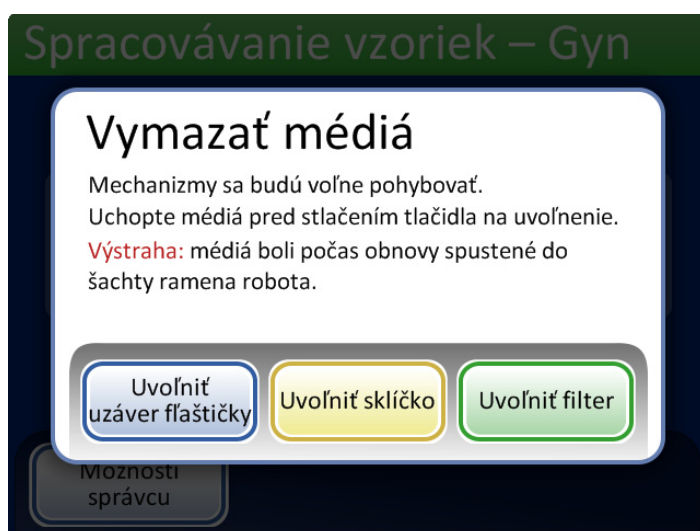 Spracovávanie vzoriek – Gyn
Vymazať médiá
Mechanizmy sa budú voľne pohybovať.
Uchopte médiá pred stlačením tlačidla na uvoľnenie.
Výstraha: médiá boli počas obnovy spustené do
šachty ramena robota.
Uvoľniť
uzáver fľaštičky
Uvoľniť sklíčko
Uvoľniť filter
Možnosti
správcu